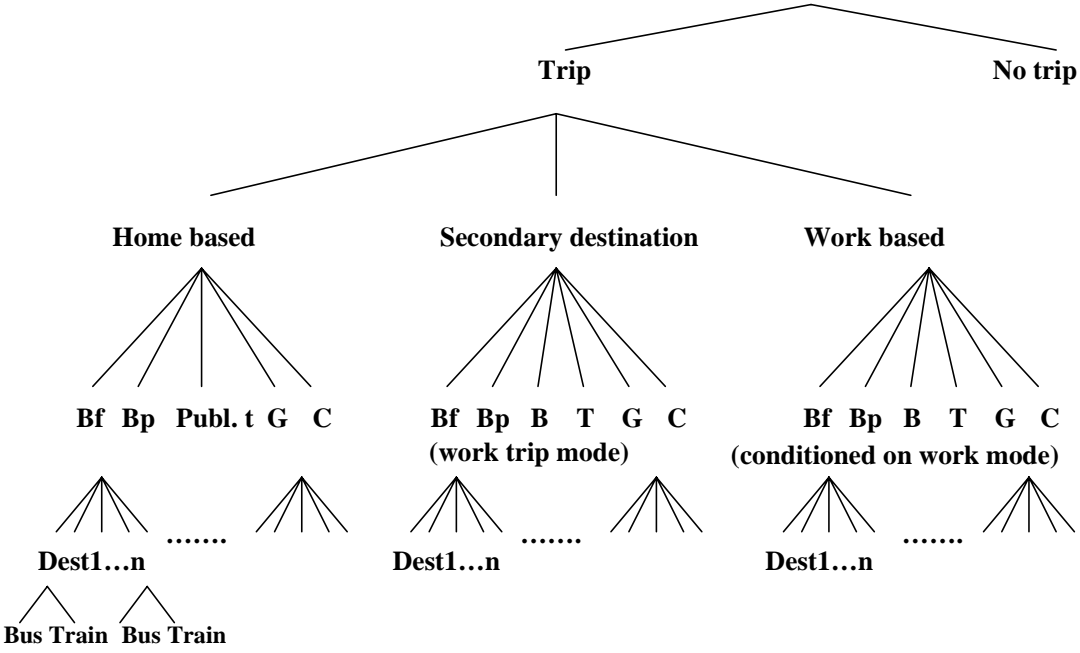 Trip No trip
Home based Secondary destination Work based
Bf Bp Publ. t G C Bf Bp B T G C Bf Bp B T G C
(work trip mode) (conditioned on work mode)
....... ....... .......
Dest1…n Dest1…n Dest1…n
Bus Train Bus Train